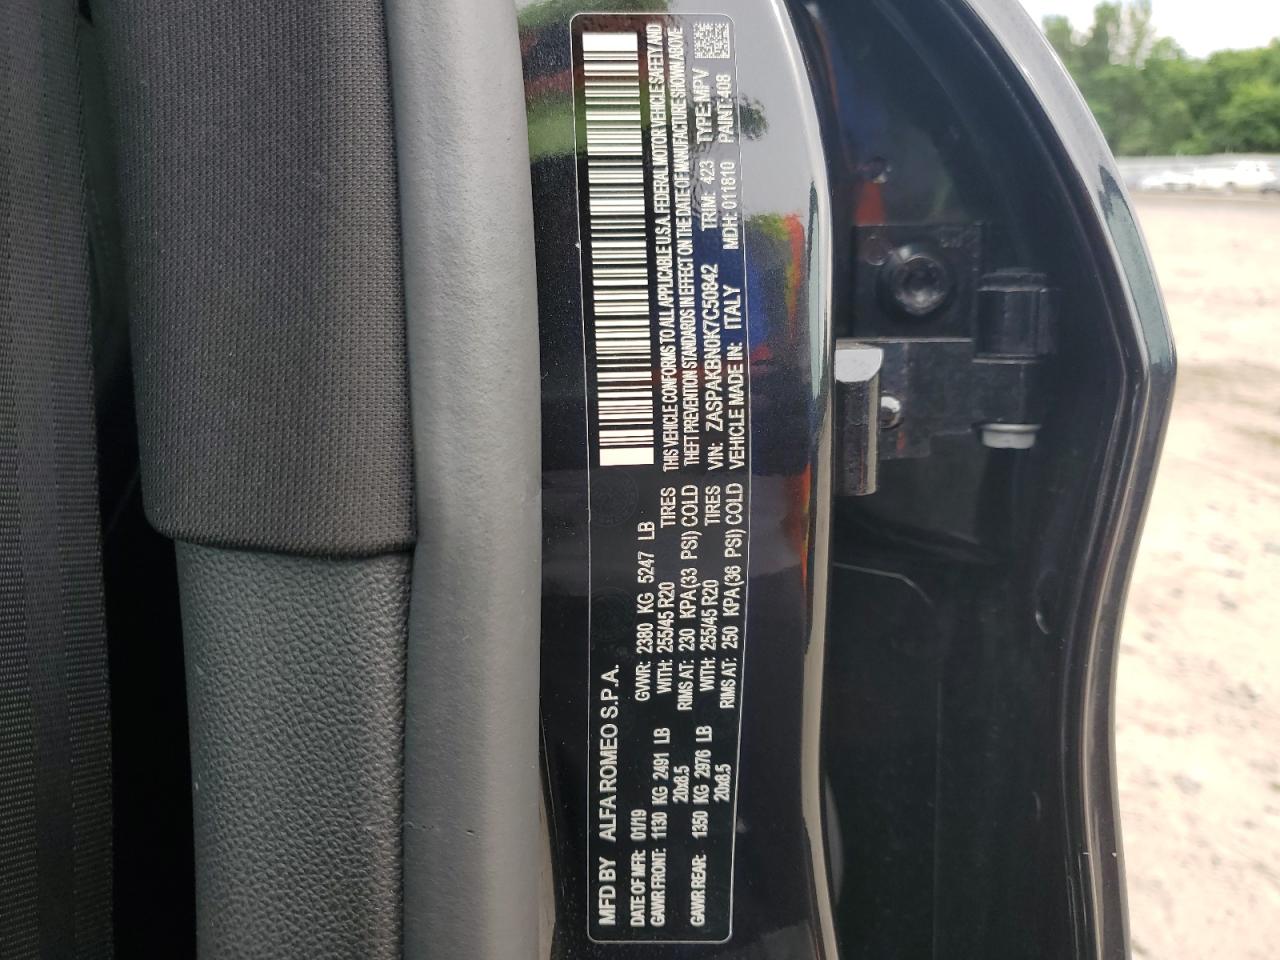 MFD BY ALFA ROMEO S.P.A.
DATE OF MFR: 01/19 GVWR: 2380 KG 5247 LB
GAWR FRONT: 1130 KG 2491 LB WITH: 255/45 R20 TIRES
20x8.5 RIMS AT: 230 KPA(33 PSI) COLD
GAWR REAR: 1350 KG 2976 LB WITH: 255/45 R20 TIRES
20x8.5 RIMS AT: 250 KPA(36 PSI) COLD
THIS VEHICLE CONFORMS TO ALL APPLICABLE U.S.A. FEDERAL MOTOR VEHICLE SAFETY AND
THEFT PREVENTION STANDARDS IN EFFECT ON THE DATE OF MANUFACTURE SHOWN ABOVE
VIN: ZASPAKBN0K7C50842 TRIM: 423 TYPE:MPV
VEHICLE MADE IN: ITALY MDH: 011810 PAINT:408